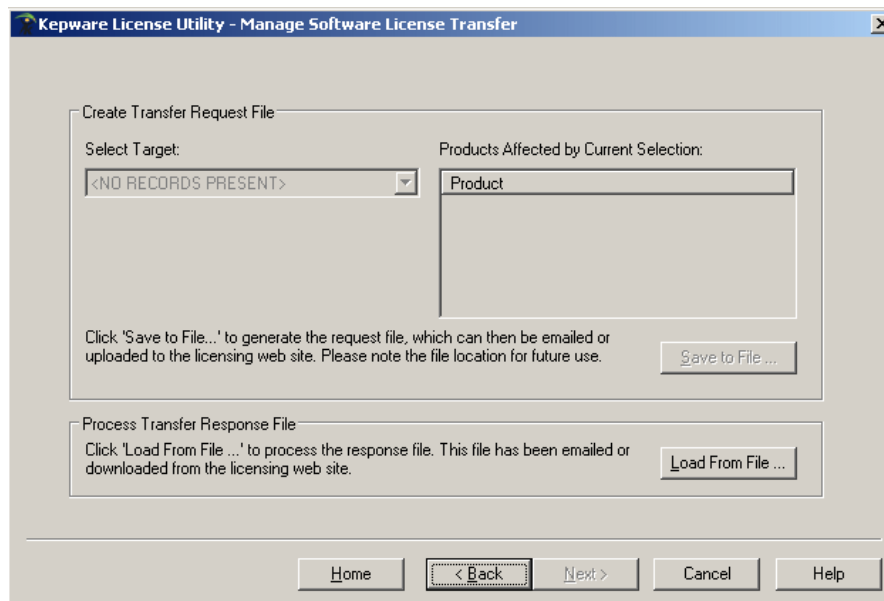 Kepware License Utility - Manage Software License Transfer
Create Transfer Request File
Select Target:
Products Affected by Current Selection:
<NO RECORDS PRESENT>
Product
Click 'Save to File...' to generate the request file, which can then be emailed or
uploaded to the licensing web site. Please note the file location for future use.
Save to File ...
Process Transfer Response File
Click 'Load From File ...' to process the response file. This file has been emailed or
downloaded from the licensing web site.
Load From File ...
Home
< Back
Next >
Cancel
Help